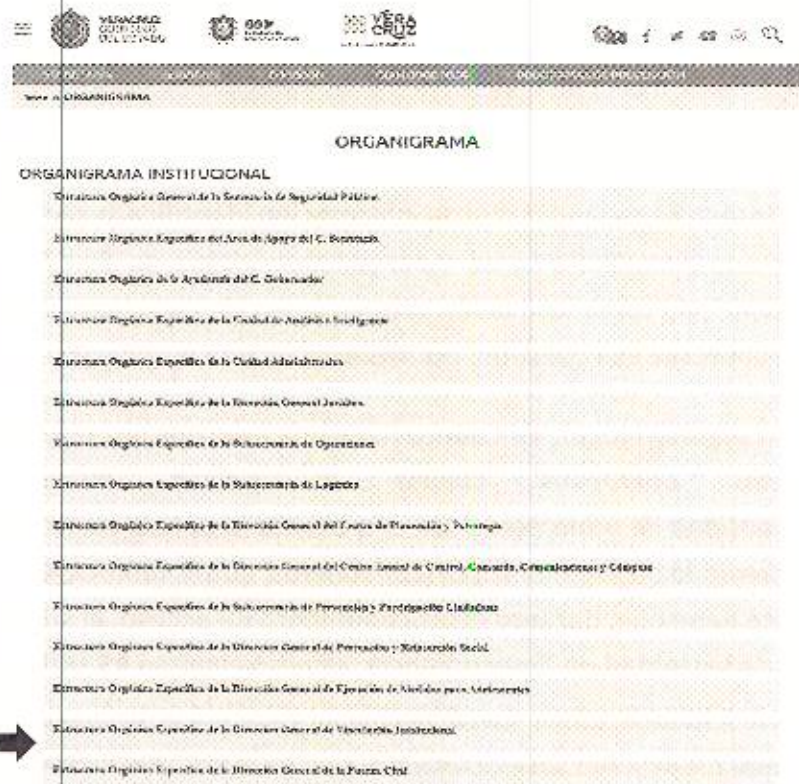 VERACRUZ
GOBIERNO
DEL ESTADO
SSP
VERA
CRUZ
ORGANIGRAMA
ORGANIGRAMA
ORGANIGRAMA INSTITUCIONAL
Estructura Orgánica General de la Secretaría de Seguridad Pública
Estructura Orgánica Específica del Área de Apoyo del C. Secretario
Estructura Orgánica de la Ayudantía del C. Gobernador
Estructura Orgánica Específica de la Unidad de Análisis e Inteligencia
Estructura Orgánica Específica de la Unidad Administrativa
Estructura Orgánica Específica de la Dirección General Jurídica
Estructura Orgánica Específica de la Subsecretaría de Operaciones
Estructura Orgánica Específica de la Subsecretaría de Logística
Estructura Orgánica Específica de la Dirección General del Centro de Planeación y Estrategia
Estructura Orgánica Específica de la Dirección General del Centro Estatal de Control, Comando, Comunicaciones y Cómputo
Estructura Orgánica Específica de la Subsecretaría de Prevención y Participación Ciudadana
Estructura Orgánica Específica de la Dirección General de Prevención y Reinserción Social
Estructura Orgánica Específica de la Dirección General de Ejecución de Medidas para Adolescentes
Estructura Orgánica Específica de la Dirección General de Vinculación Institucional
Estructura Orgánica Específica de la Dirección General de la Fuerza Civil